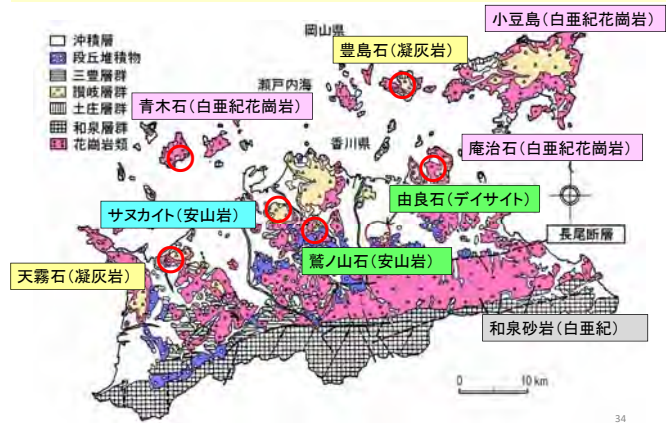 小豆島(白亜紀花崗岩)
岡山県
豊島石(凝灰岩)
沖積層
段丘堆積物
三豊層群
讃岐層群
土庄層群
和泉層群
花崗岩類
瀬戸内海
青木石(白亜紀花崗岩)
香川県
庵治石(白亜紀花崗岩)
由良石(デイサイト)
サヌカイト(安山岩)
長尾断層
鷲ノ山石(安山岩)
天霧石(凝灰岩)
和泉砂岩(白亜紀)
0 10 km
34